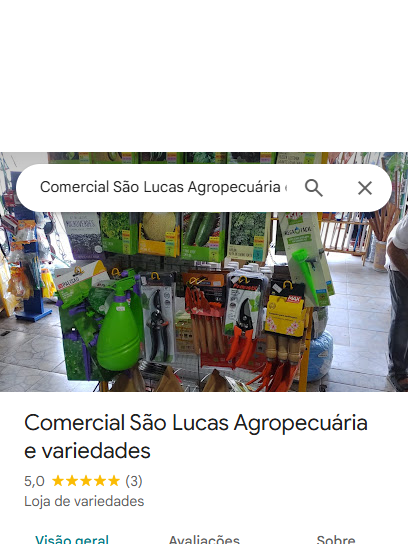 Comercial São Lucas Agropecuária
MAX
Comercial São Lucas Agropecuária
e variedades
5,0 ★★★★★ (3)
Loja de variedades
Visão geral Avaliações Sobre